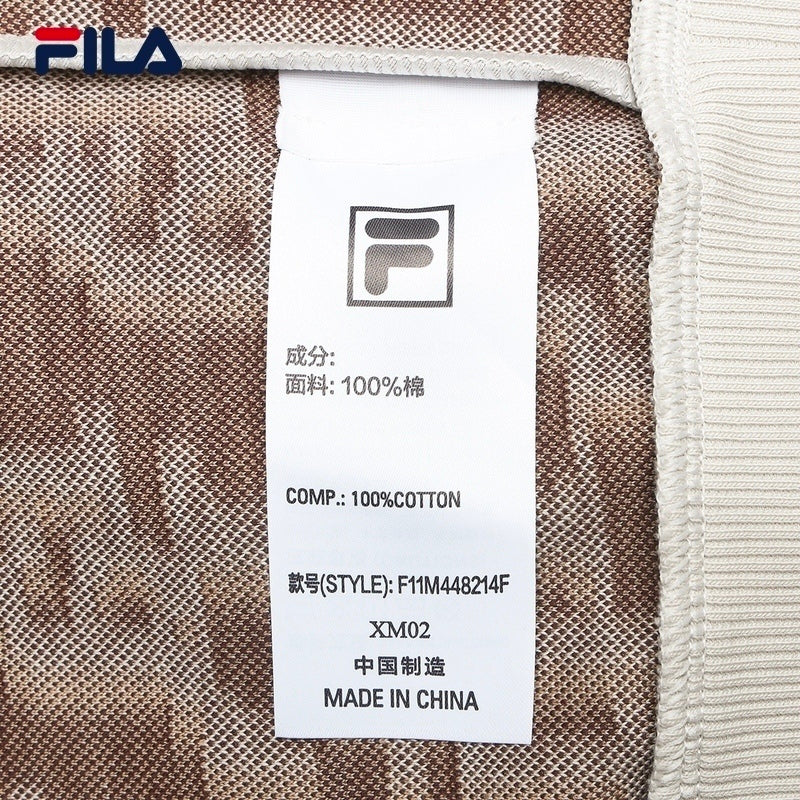 FILA
成分:
面料: 100%棉
COMP.: 100%COTTON
款号(STYLE): F11M448214F
XM02
中国制造
MADE IN CHINA